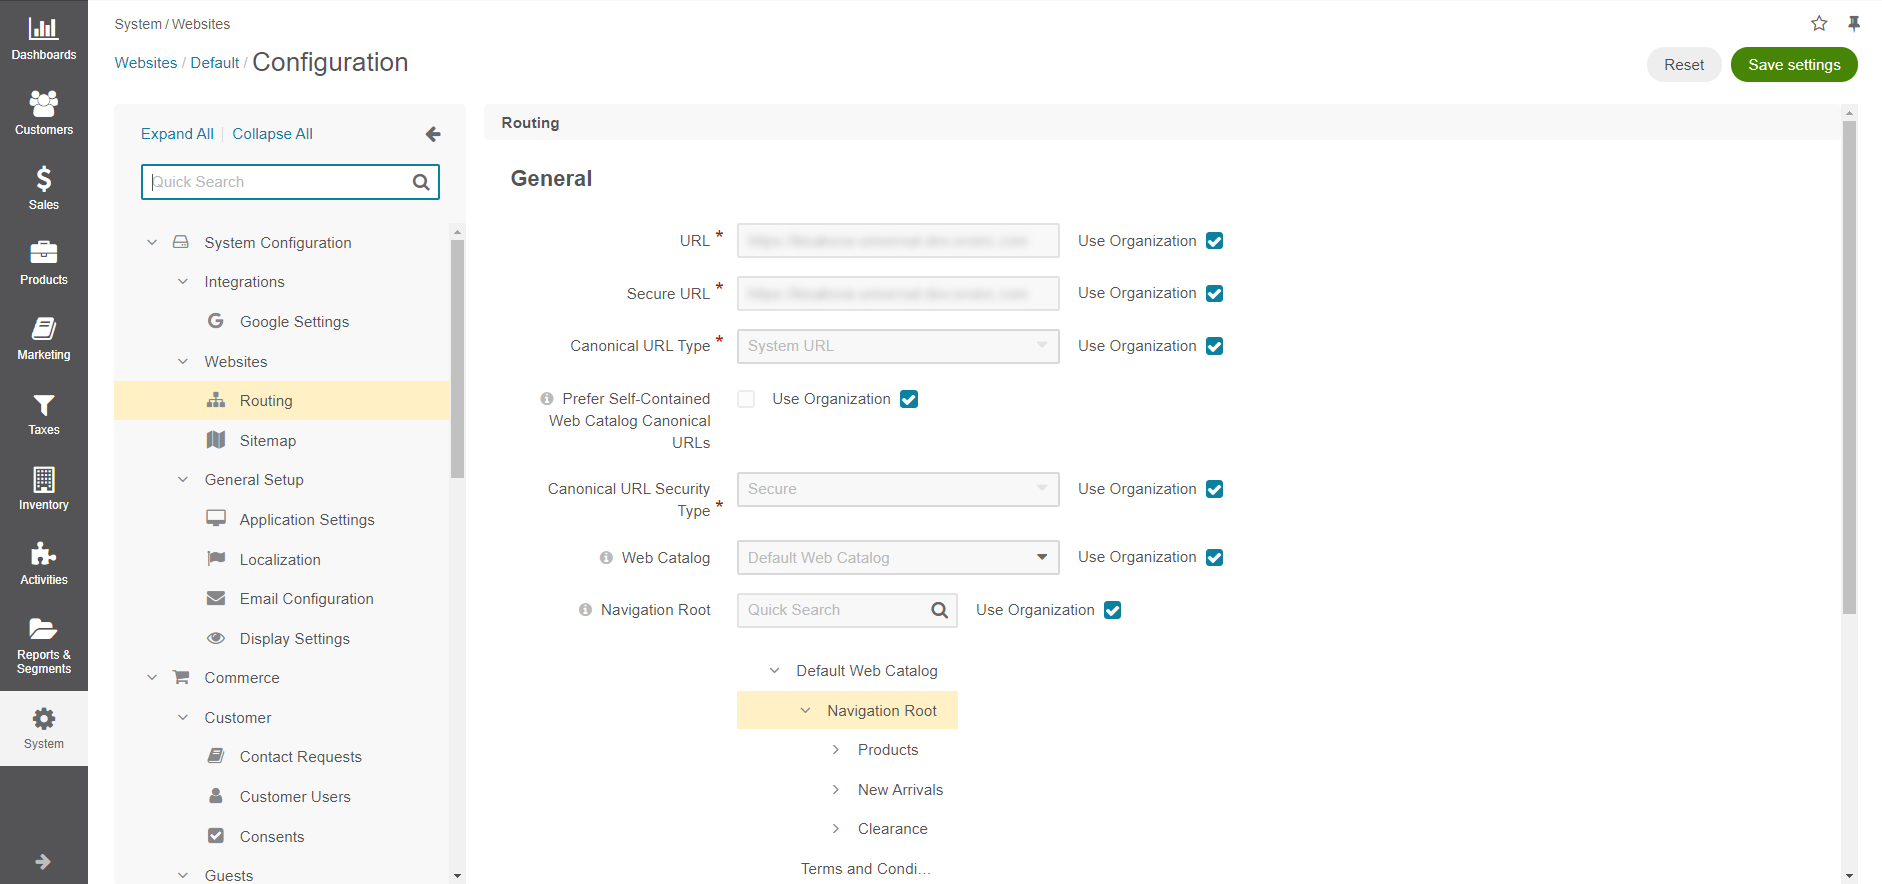 Dashboards
Customers
Sales
Products
Marketing
Taxes
Inventory
Activities
Reports &
Segments
System
System / Websites
Websites / Default / Configuration
Reset
Save settings
Expand All
Collapse All
Quick Search
System Configuration
Integrations
Google Settings
Websites
Routing
Sitemap
General Setup
Application Settings
Localization
Email Configuration
Display Settings
Commerce
Customer
Contact Requests
Customer Users
Consents
Guests
Routing
General
URL *
Use Organization
Secure URL *
Use Organization
Canonical URL Type *
System URL
Use Organization
Prefer Self-Contained
Web Catalog Canonical
URLs
Use Organization
Canonical URL Security
Type *
Secure
Use Organization
Web Catalog
Default Web Catalog
Use Organization
Navigation Root
Quick Search
Use Organization
Default Web Catalog
Navigation Root
Products
New Arrivals
Clearance
Terms and Condi...